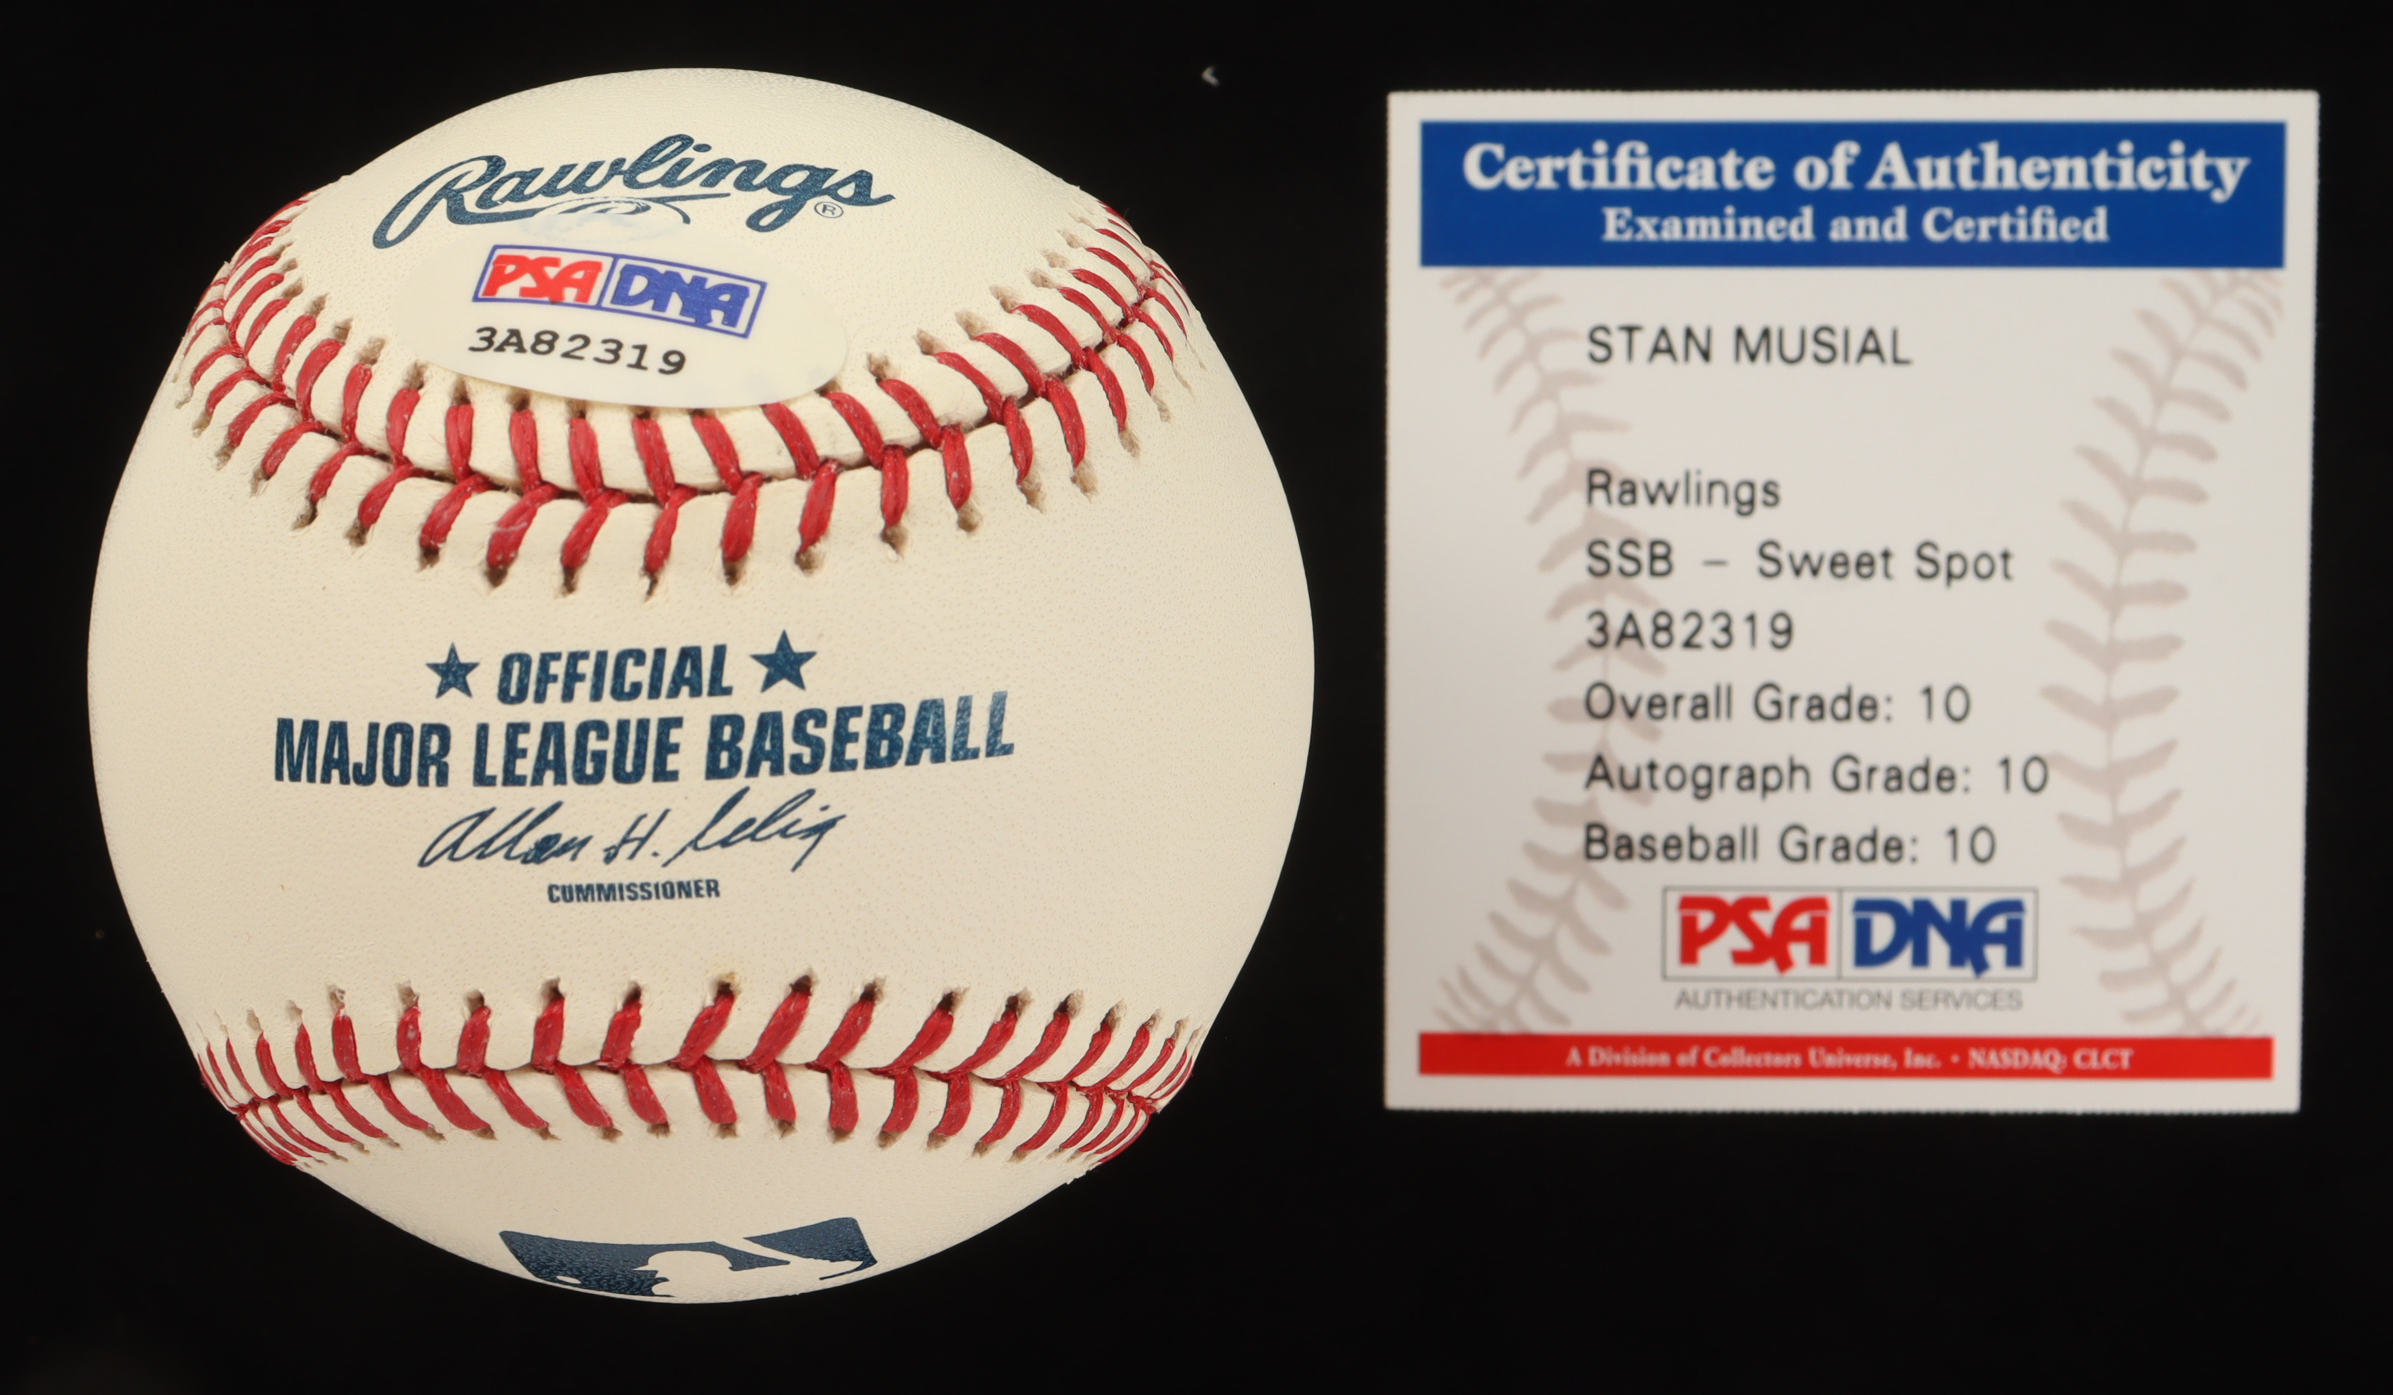 Rawlings®
PSA DNA
3A82319
★ OFFICIAL ★
MAJOR LEAGUE BASEBALL
Allan H. Selig
COMMISSIONER
Certificate of Authenticity
Examined and Certified
STAN MUSIAL
Rawlings
SSB - Sweet Spot
3A82319
Overall Grade: 10
Autograph Grade: 10
Baseball Grade: 10
PSA DNA
AUTHENTICATION SERVICES
A Division of Collectors Universe, Inc. • NASDAQ: CLCT